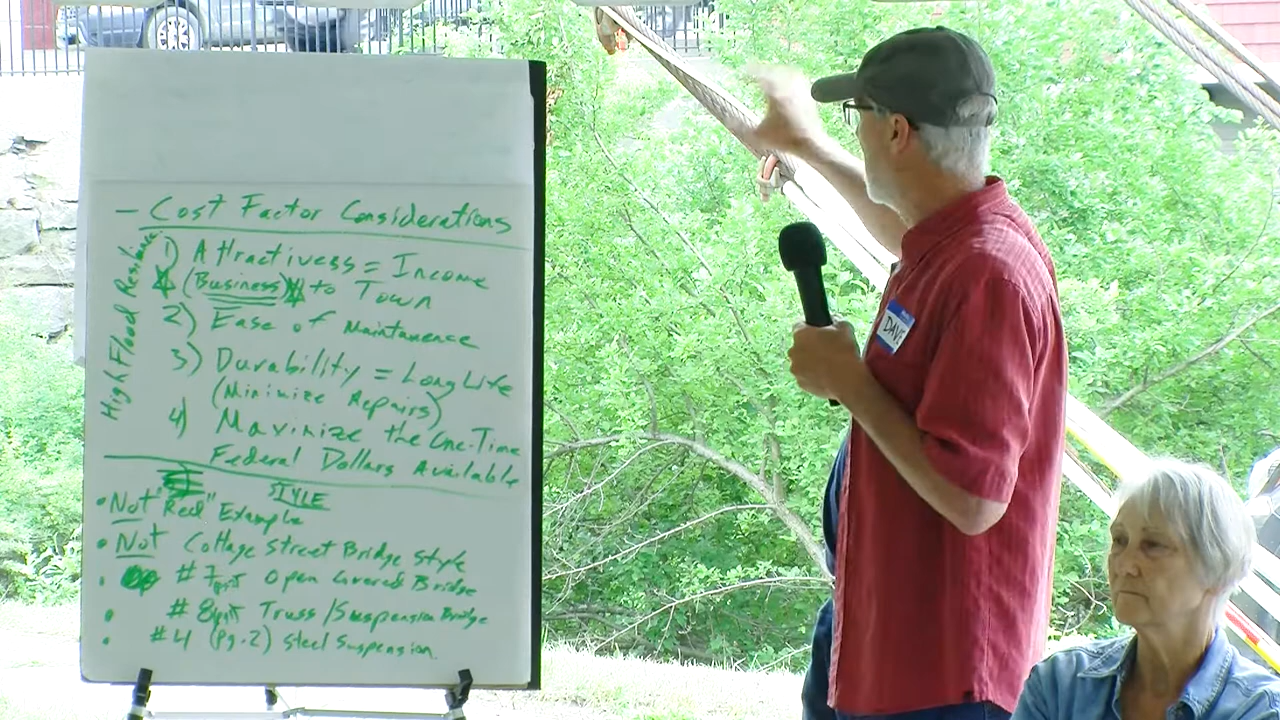 — Cost Factor Considerations
High Flood Resistance:
1) Attractiveness = Income
(Business) to Town
2) Ease of Maintanence
3) Durability = Long Life
(Minimize Repairs)
4) Maximize the One-Time
Federal Dollars Available
STYLE
• Not "Red" Example
• Not Cottage Street Bridge Style
• #7 Open Covered Bridge
• #8 Truss/Suspension Bridge
• #4 (Pg.2) Steel Suspension
DAVE